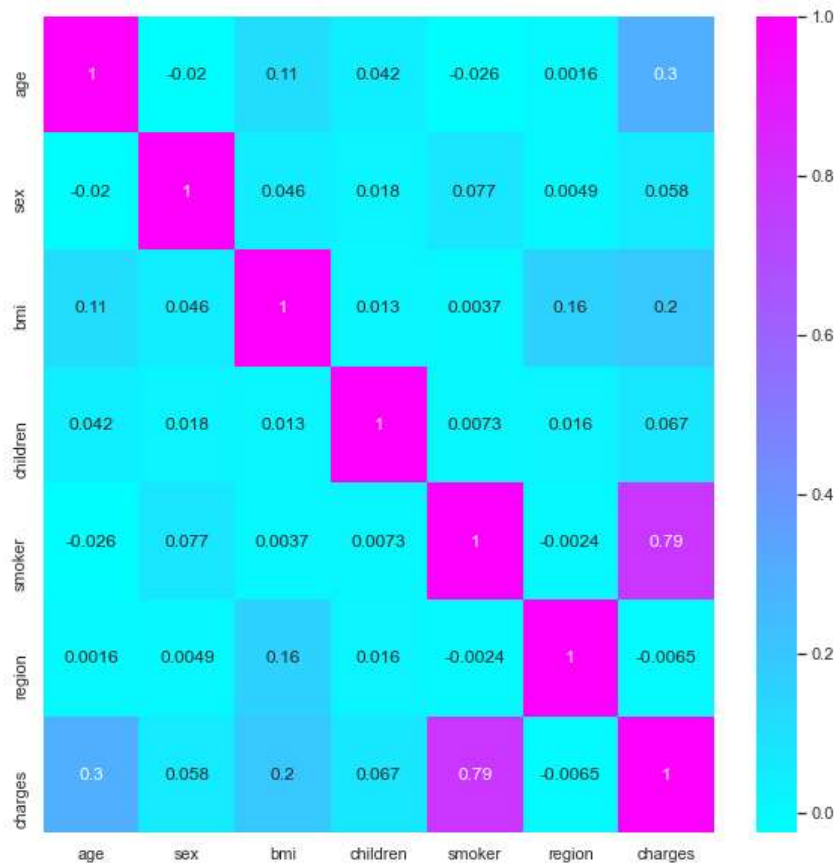 age 1 -0.02 0.11 0.042 -0.026 0.0016 0.3
sex -0.02 1 0.046 0.018 0.077 0.0049 0.058
bmi 0.11 0.046 1 0.013 0.0037 0.16 0.2
children 0.042 0.018 0.013 1 0.0073 0.016 0.067
smoker -0.026 0.077 0.0037 0.0073 1 -0.0024 0.79
region 0.0016 0.0049 0.16 0.016 -0.0024 1 -0.0065
charges 0.3 0.058 0.2 0.067 0.79 -0.0065 1
age sex bmi children smoker region charges
1.0
0.8
0.6
0.4
0.2
0.0